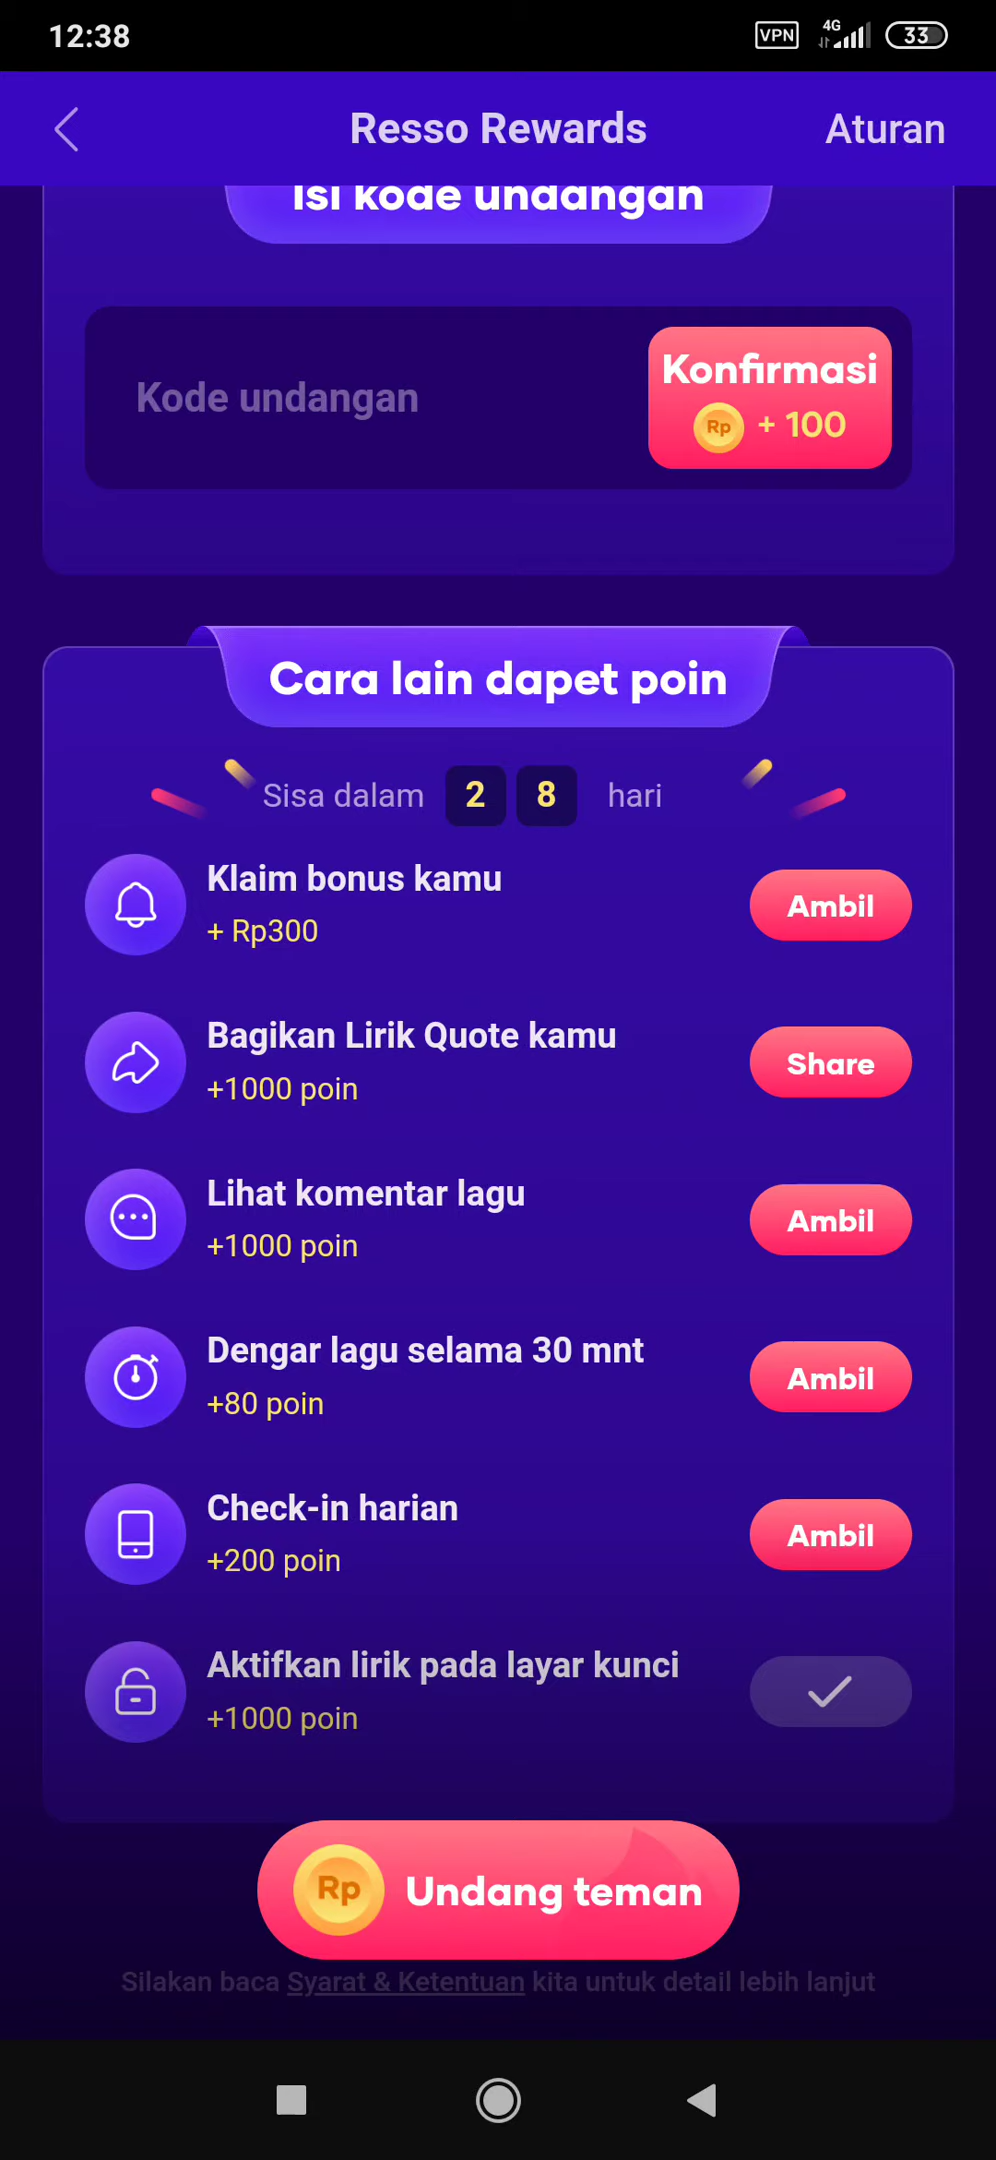 12:38
VPN 4G 33
Resso Rewards Aturan
Isi kode undangan
Kode undangan
Konfirmasi
Rp + 100
Cara lain dapet poin
Sisa dalam 2 8 hari
Klaim bonus kamu
+ Rp300
Ambil
Bagikan Lirik Quote kamu
+1000 poin
Share
Lihat komentar lagu
+1000 poin
Ambil
Dengar lagu selama 30 mnt
+80 poin
Ambil
Check-in harian
+200 poin
Ambil
Aktifkan lirik pada layar kunci
+1000 poin
Rp Undang teman
Silakan baca Syarat & Ketentuan kita untuk detail lebih lanjut